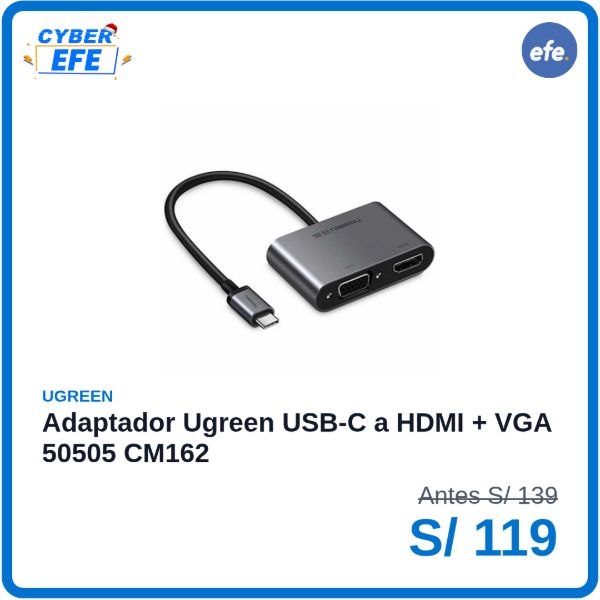 CYBER
EFE
efe.
UGREEN
Adaptador Ugreen USB-C a HDMI + VGA
50505 CM162
Antes S/ 139
S/ 119